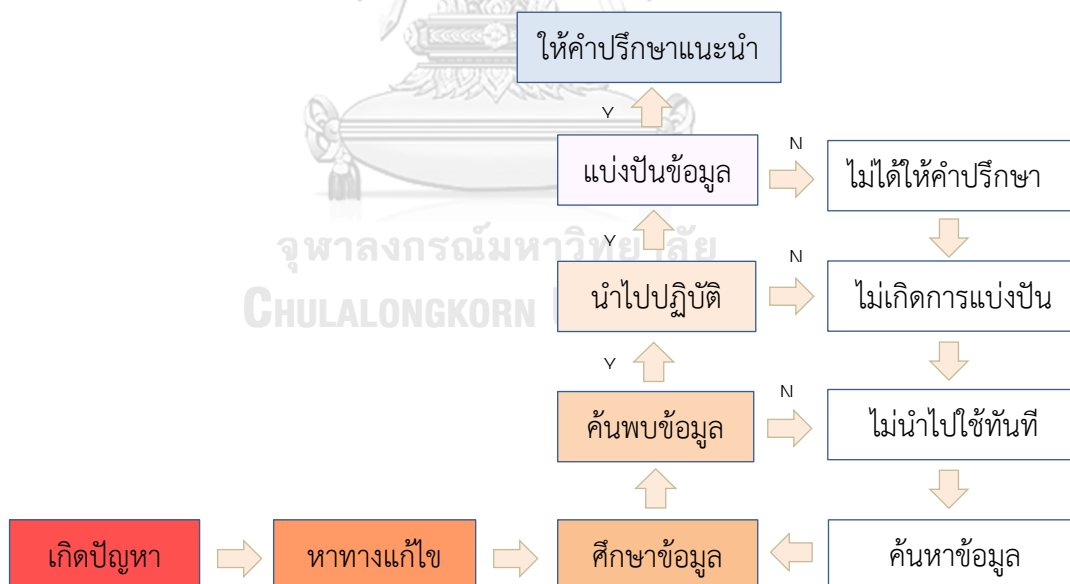 ให้คำปรึกษาแนะนำ
Y
แบ่งปันข้อมูล
N
ไม่ได้ให้คำปรึกษา
จุฬาลงกรณ์มหาวิทยาลัย
Y
นำไปปฏิบัติ
N
ไม่เกิดการแบ่งปัน
CHULALONGKORN
Y
ค้นพบข้อมูล
N
ไม่นำไปใช้ทันที
เกิดปัญหา
หาทางแก้ไข
ศึกษาข้อมูล
ค้นหาข้อมูล